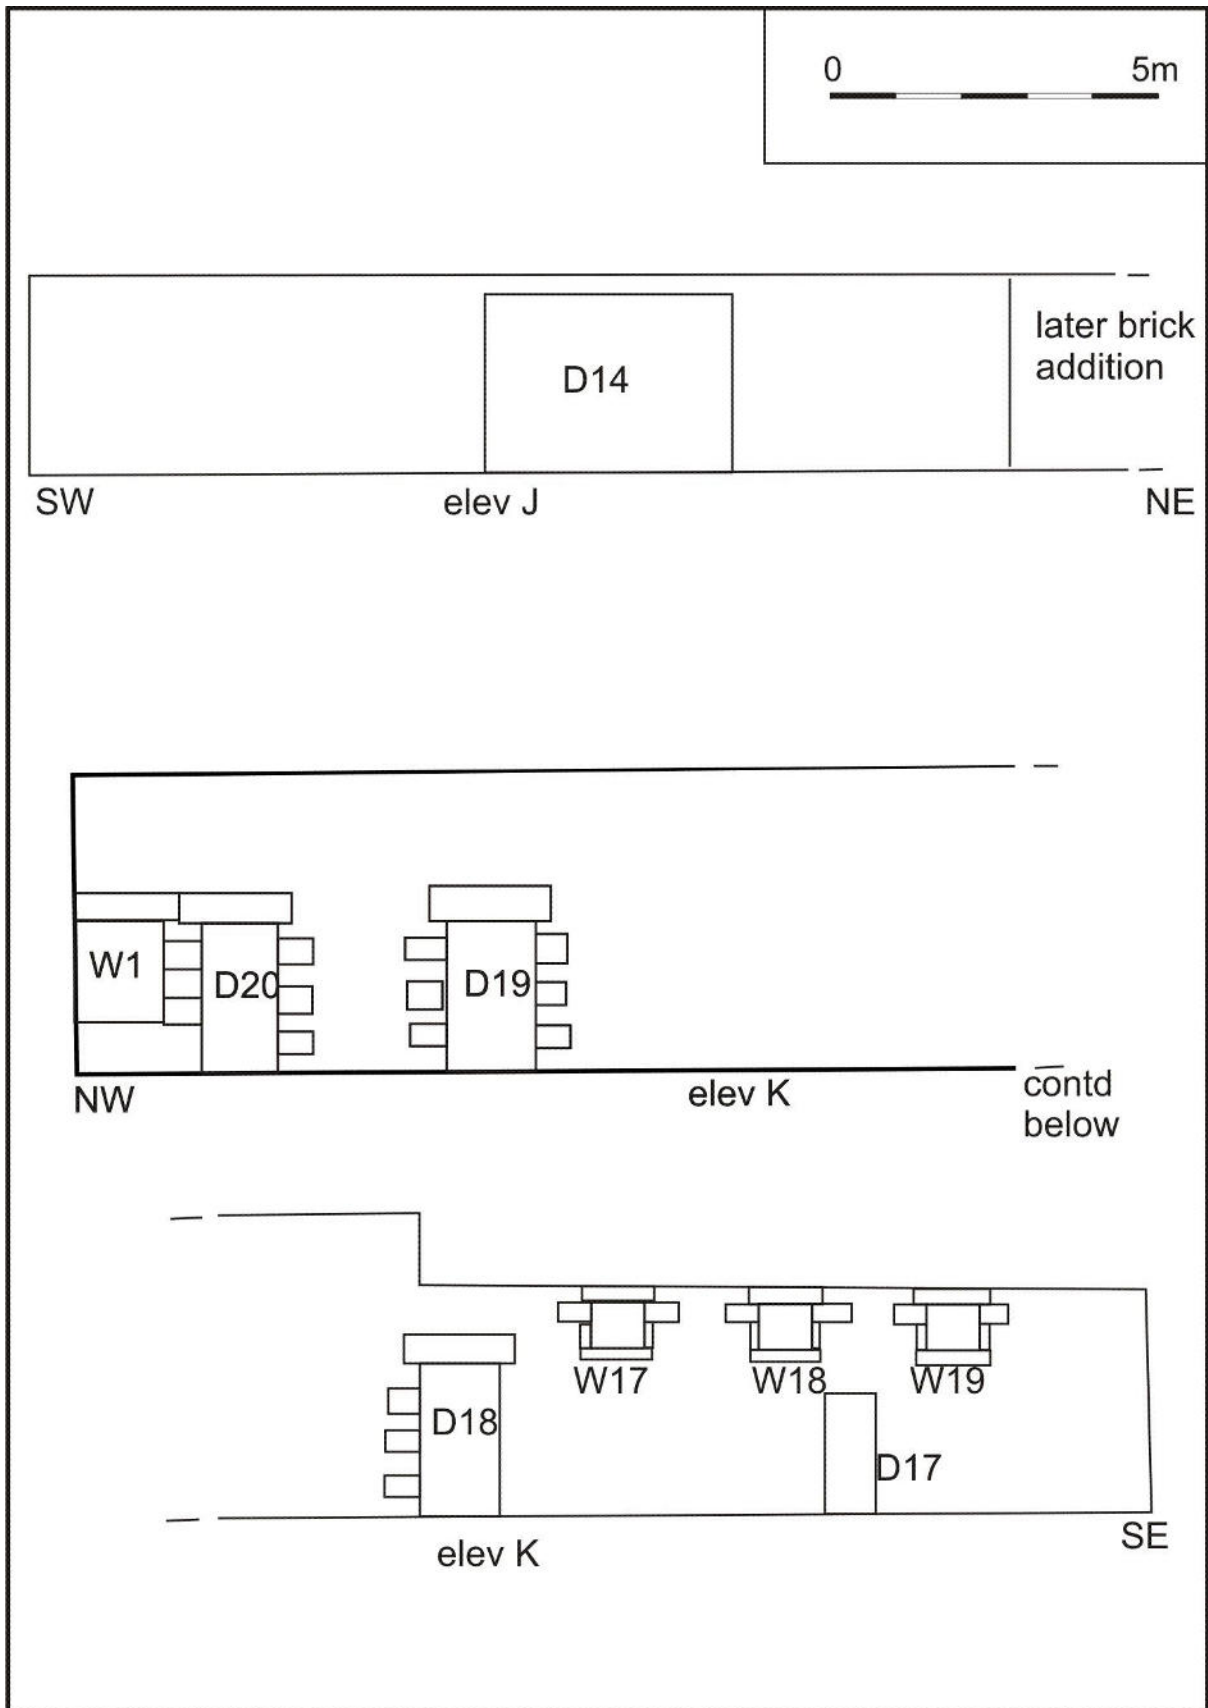 0 5m
later brick
addition
D14
SW elev J NE
W1 D20 D19
NW elev K contd
below
W17 W18 W19
D18
D17
elev K SE